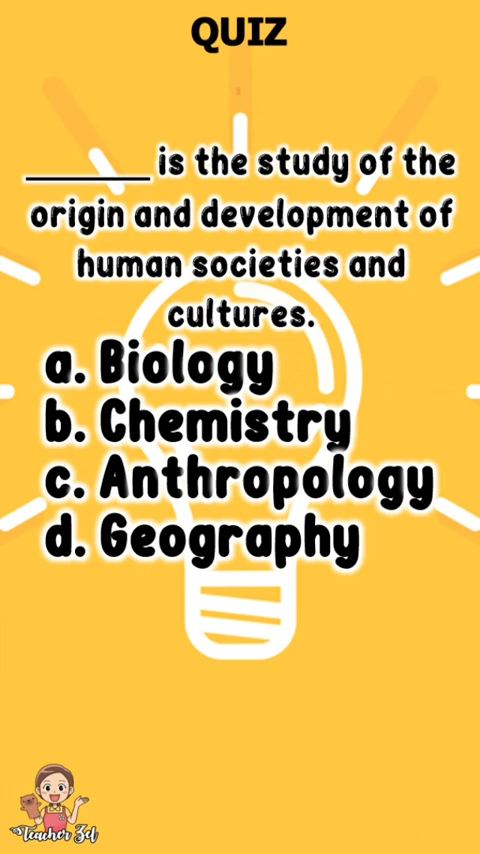 QUIZ
______ is the study of the
origin and development of
human societies and
cultures.
a. Biology
b. Chemistry
c. Anthropology
d. Geography
Teacher Zel